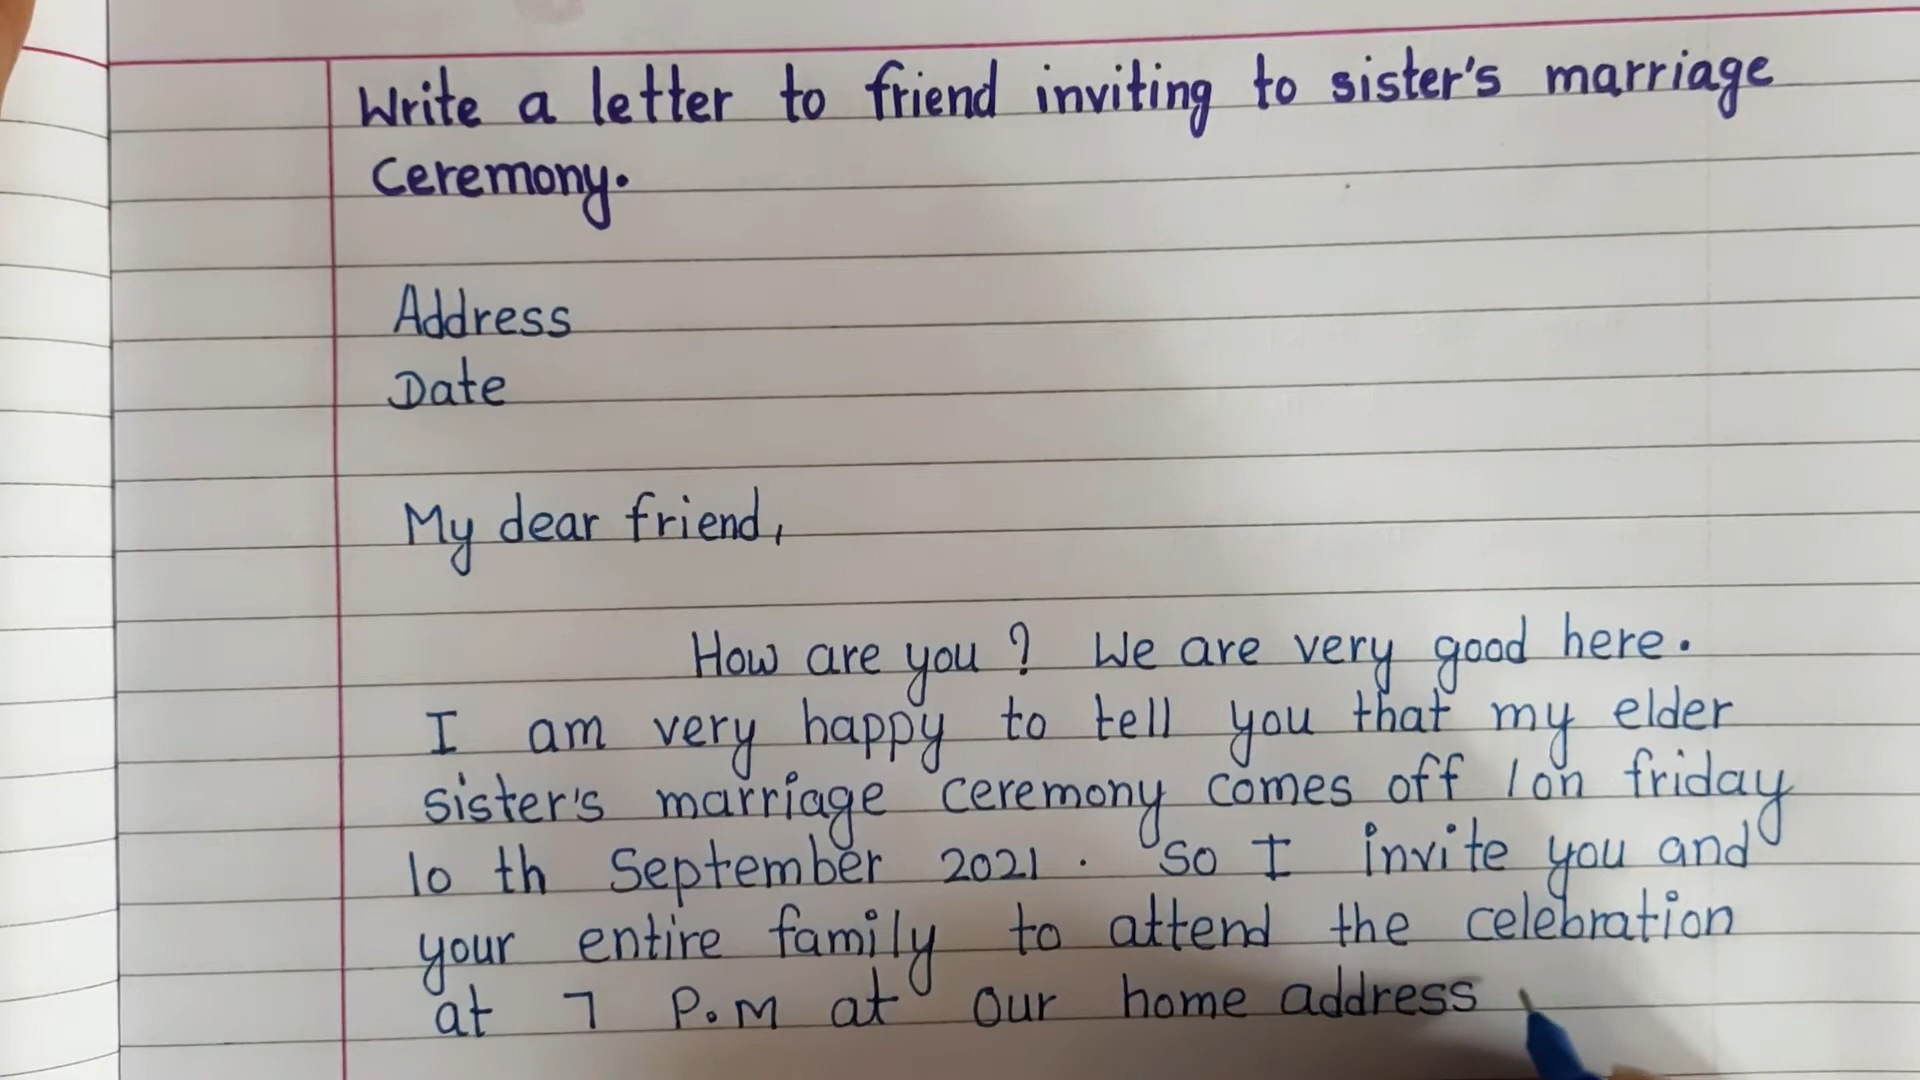 Write a letter to friend inviting to sister's marriage
ceremony.
Address
Date
My dear friend,
How are you ? We are very good here.
I am very happy to tell you that my elder
sister's marriage ceremony comes off / on friday
10 th September 2021 . So I invite you and
your entire family to attend the celebration
at 7 P.M at our home address